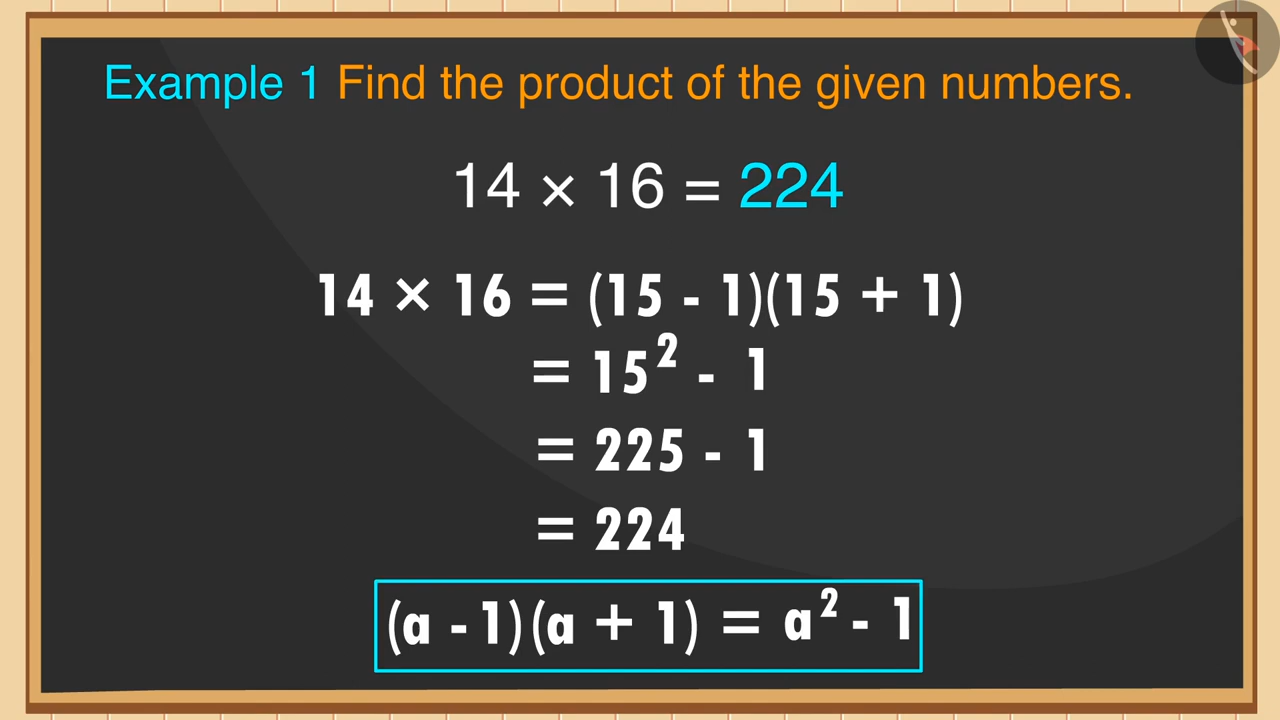 Example 1 Find the product of the given numbers.
14 × 16 = 224
14 × 16 = (15 - 1)(15 + 1)
= 15² - 1
= 225 - 1
= 224
(a - 1)(a + 1) = a² - 1